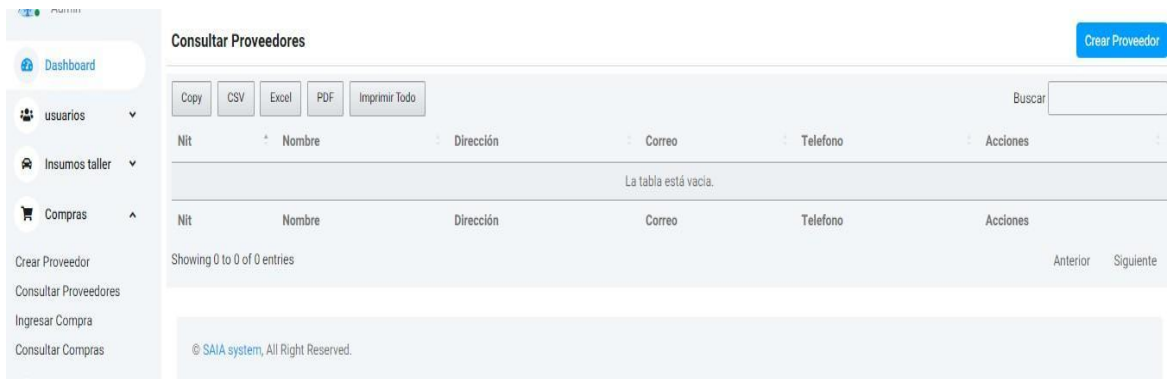 Admin
Dashboard
usuarios
Insumos taller
Compras
Crear Proveedor
Consultar Proveedores
Ingresar Compra
Consultar Compras
Consultar Proveedores
Crear Proveedor
Copy CSV Excel PDF Imprimir Todo
Buscar
Nit Nombre Dirección Correo Telefono Acciones
La tabla está vacia.
Nit Nombre Dirección Correo Telefono Acciones
Showing 0 to 0 of 0 entries
Anterior Siguiente
© SAIA system, All Right Reserved.